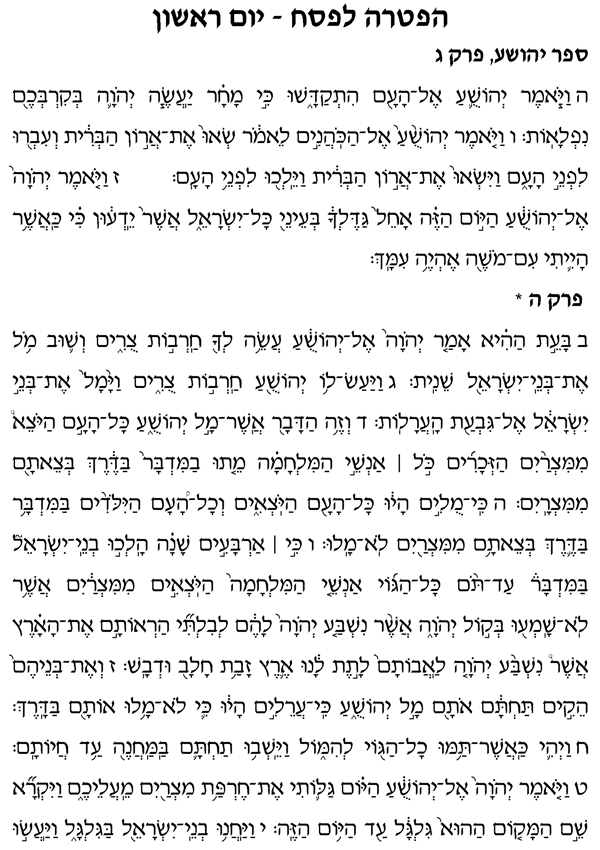 הפטרה לפסח - יום ראשון
ספר יהושע, פרק ג
ה וַיֹּ֥אמֶר יְהוֹשֻׁ֛עַ אֶל־הָעָ֖ם הִתְקַדָּ֑שׁוּ כִּ֣י מָחָ֗ר יַעֲשֶׂ֧ה יְהֹוָ֛ה בְּקִרְבְּכֶ֖ם
נִפְלָאֽוֹת: ו וַיֹּ֤אמֶר יְהוֹשֻׁ֙עַ֙ אֶל־הַכֹּהֲנִ֣ים לֵאמֹ֔ר שְׂאוּ֙ אֶת־אֲר֣וֹן הַבְּרִ֔ית וְעִבְר֖וּ
לִפְנֵ֣י הָעָ֑ם וַיִּשְׂאוּ֙ אֶת־אֲר֣וֹן הַבְּרִ֔ית וַיֵּלְכ֖וּ לִפְנֵ֥י הָעָֽם: ז וַיֹּ֤אמֶר יְהֹוָה֙
אֶל־יְהוֹשֻׁ֔עַ הַיּ֣וֹם הַזֶּ֗ה אָחֵל֙ גַּדֶּלְךָ֔ בְּעֵינֵ֖י כׇּל־יִשְׂרָאֵ֑ל אֲשֶׁר֙ יֵֽדְע֔וּן כִּ֗י כַּאֲשֶׁ֥ר
הָיִ֛יתִי עִם־מֹשֶׁ֖ה אֶהְיֶ֥ה עִמָּֽךְ:
פרק ה *
ב בָּעֵ֣ת הַהִ֗יא אָמַ֤ר יְהֹוָה֙ אֶל־יְהוֹשֻׁ֔עַ עֲשֵׂ֥ה לְךָ֖ חַֽרְב֣וֹת צֻרִ֑ים וְשׁ֛וּב מֹ֥ל
אֶת־בְּנֵֽי־יִשְׂרָאֵ֖ל שֵׁנִֽית: ג וַיַּעַשׂ־ל֥וֹ יְהוֹשֻׁ֖עַ חַֽרְב֣וֹת צֻרִ֑ים וַיָּ֙מׇל֙ אֶת־בְּנֵ֣י
יִשְׂרָאֵ֔ל אֶל־גִּבְעַ֖ת הָעֲרָלֽוֹת: ד וְזֶ֥ה הַדָּבָ֖ר אֲשֶׁר־מָ֣ל יְהוֹשֻׁ֑עַ כׇּל־הָעָ֣ם הַיֹּצֵא֩
מִמִּצְרַ֨יִם הַזְּכָרִ֜ים כֹּ֣ל | אַנְשֵׁ֣י הַמִּלְחָמָ֗ה מֵ֤תוּ בַמִּדְבָּר֙ בַּדֶּ֔רֶךְ בְּצֵאתָ֖ם
מִמִּצְרָֽיִם: ה כִּֽי־מֻלִ֣ים הָי֔וּ כׇּל־הָעָ֖ם הַיֹּֽצְאִ֑ים וְכׇל־הָ֠עָ֠ם הַיִּלֹּדִ֨ים בַּמִּדְבָּ֥ר
בַּדֶּ֛רֶךְ בְּצֵאתָ֥ם מִמִּצְרַ֖יִם לֹא־מָֽלוּ: ו כִּ֣י | אַרְבָּעִ֣ים שָׁנָ֗ה הָלְכ֣וּ בְנֵֽי־יִשְׂרָאֵל֮
בַּמִּדְבָּר֒ עַד־תֹּ֨ם כׇּל־הַגּ֜וֹי אַנְשֵׁ֤י הַמִּלְחָמָה֙ הַיֹּצְאִ֣ים מִמִּצְרַ֔יִם אֲשֶׁ֥ר
לֹֽא־שָׁמְע֖וּ בְּק֣וֹל יְהֹוָ֑ה אֲשֶׁ֨ר נִשְׁבַּ֤ע יְהֹוָה֙ לָהֶ֔ם לְבִלְתִּ֞י הַרְאוֹתָ֣ם אֶת־הָאָ֗רֶץ
אֲשֶׁר֩ נִשְׁבַּ֨ע יְהֹוָ֤ה לַאֲבוֹתָם֙ לָ֣תֶת לָ֔נוּ אֶ֛רֶץ זָבַ֥ת חָלָ֖ב וּדְבָֽשׁ: ז וְאֶת־בְּנֵיהֶם֙
הֵקִ֣ים תַּחְתָּ֔ם אֹתָ֖ם מָ֣ל יְהוֹשֻׁ֑עַ כִּֽי־עֲרֵלִ֣ים הָי֔וּ כִּ֛י לֹא־מָ֥לוּ אוֹתָ֖ם בַּדָּֽרֶךְ:
ח וַיְהִ֛י כַּאֲשֶׁר־תַּ֥מּוּ כׇל־הַגּ֖וֹי לְהִמּ֑וֹל וַיֵּשְׁב֥וּ תַחְתָּ֛ם בַּֽמַּחֲנֶ֖ה עַ֥ד חֲיוֹתָֽם:
ט וַיֹּ֤אמֶר יְהֹוָה֙ אֶל־יְהוֹשֻׁ֔עַ הַיּ֗וֹם גַּלּ֛וֹתִי אֶת־חֶרְפַּ֥ת מִצְרַ֖יִם מֵעֲלֵיכֶ֑ם וַיִּקְרָ֞א
שֵׁ֣ם הַמָּק֤וֹם הַהוּא֙ גִּלְגָּ֔ל עַ֖ד הַיּ֥וֹם הַזֶּֽה: י וַיַּחֲנ֥וּ בְנֵֽי־יִשְׂרָאֵ֖ל בַּגִּלְגָּ֑ל וַיַּעֲשׂ֣וּ